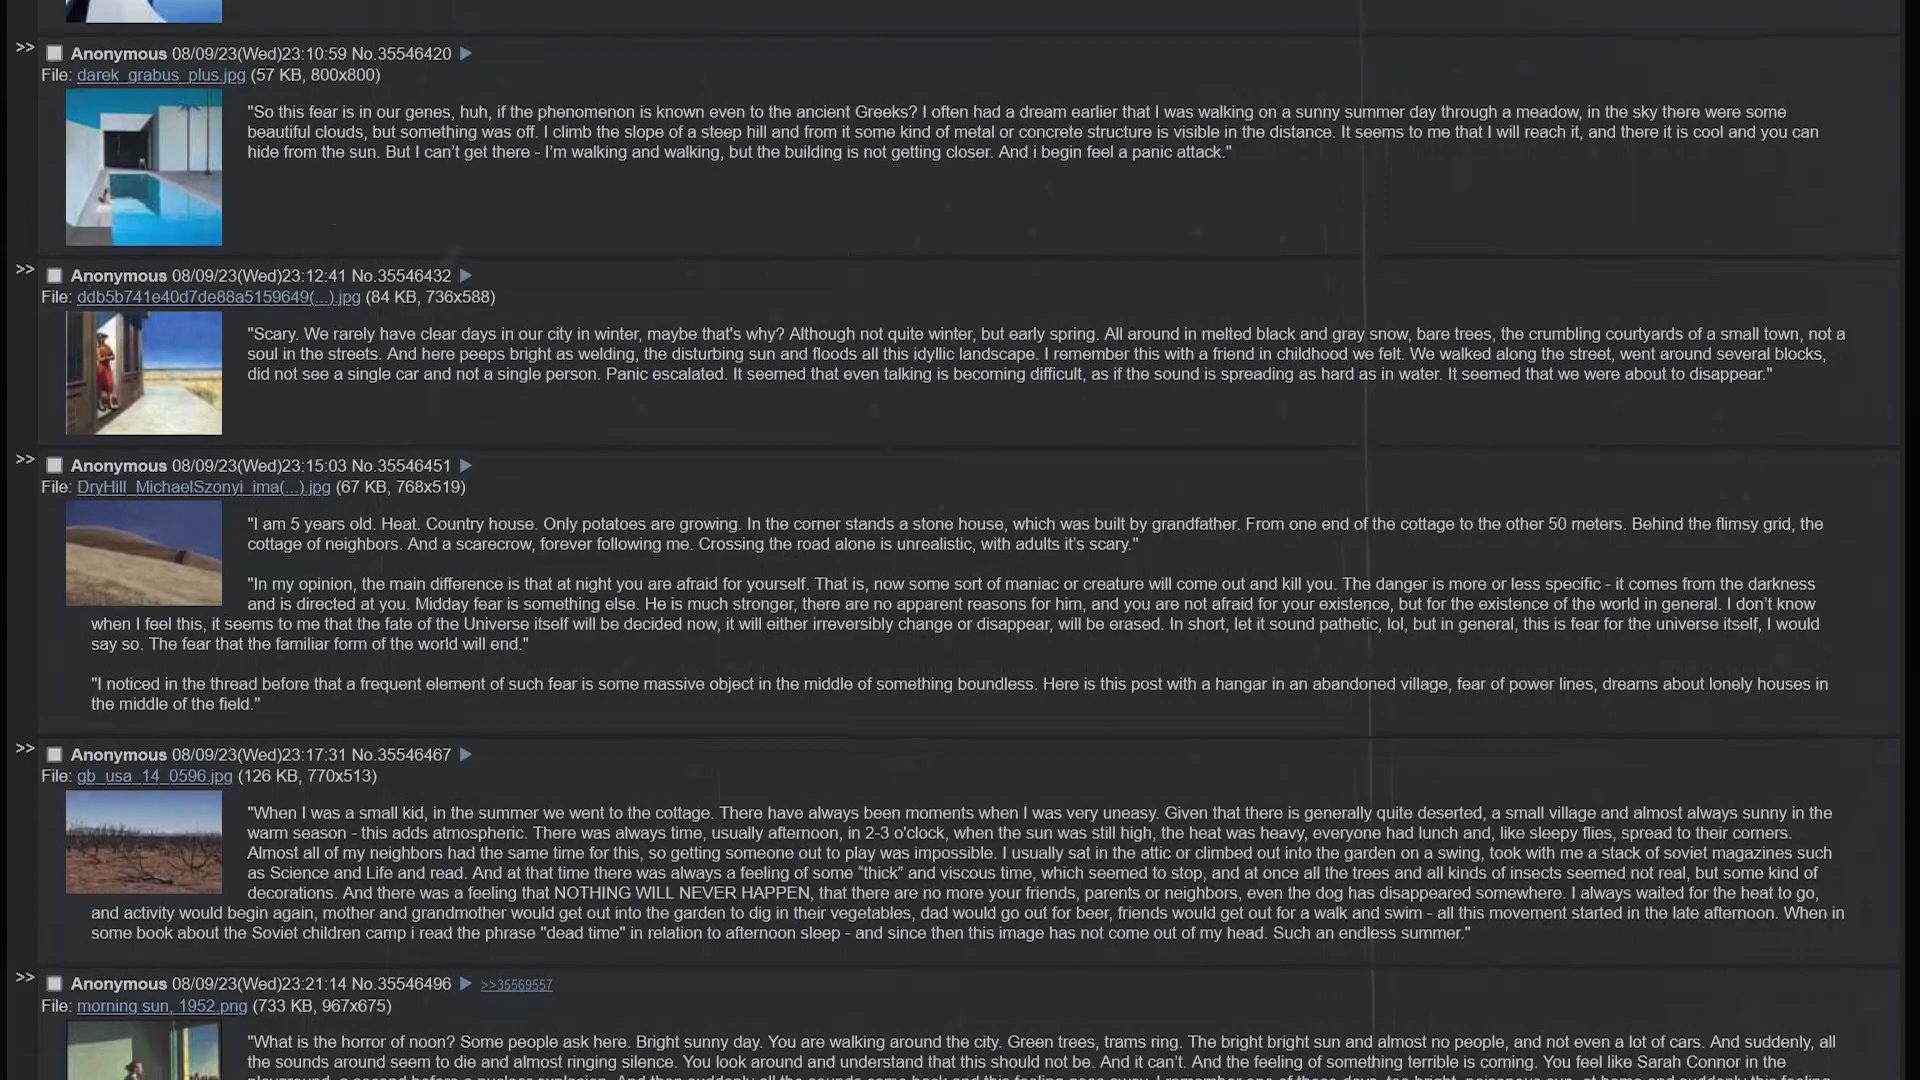 >> Anonymous 08/09/23(Wed)23:10:59 No.35546420 ▶
File: darek_grabus_plus.jpg (57 KB, 800x800)
"So this fear is in our genes, huh, if the phenomenon is known even to the ancient Greeks? I often had a dream earlier that I was walking on a sunny summer day through a meadow, in the sky there were some
beautiful clouds, but something was off. I climb the slope of a steep hill and from it some kind of metal or concrete structure is visible in the distance. It seems to me that I will reach it, and there it is cool and you can
hide from the sun. But I can't get there - I'm walking and walking, but the building is not getting closer. And i begin feel a panic attack."
>> Anonymous 08/09/23(Wed)23:12:41 No.35546432 ▶
File: ddb5b741e40d7de88a5159649(...).jpg (84 KB, 736x588)
"Scary. We rarely have clear days in our city in winter, maybe that's why? Although not quite winter, but early spring. All around in melted black and gray snow, bare trees, the crumbling courtyards of a small town, not a
soul in the streets. And here peeps bright as welding, the disturbing sun and floods all this idyllic landscape. I remember this with a friend in childhood we felt. We walked along the street, went around several blocks,
did not see a single car and not a single person. Panic escalated. It seemed that even talking is becoming difficult, as if the sound is spreading as hard as in water. It seemed that we were about to disappear."
>> Anonymous 08/09/23(Wed)23:15:03 No.35546451 ▶
File: DryHill_MichaelSzonyi_ima(...).jpg (67 KB, 768x519)
"I am 5 years old. Heat. Country house. Only potatoes are growing. In the corner stands a stone house, which was built by grandfather. From one end of the cottage to the other 50 meters. Behind the flimsy grid, the
cottage of neighbors. And a scarecrow, forever following me. Crossing the road alone is unrealistic, with adults it's scary."
"In my opinion, the main difference is that at night you are afraid for yourself. That is, now some sort of maniac or creature will come out and kill you. The danger is more or less specific - it comes from the darkness
and is directed at you. Midday fear is something else. He is much stronger, there are no apparent reasons for him, and you are not afraid for your existence, but for the existence of the world in general. I don't know
when I feel this, it seems to me that the fate of the Universe itself will be decided now, it will either irreversibly change or disappear, will be erased. In short, let it sound pathetic, lol, but in general, this is fear for the universe itself, I would
say so. The fear that the familiar form of the world will end."
"I noticed in the thread before that a frequent element of such fear is some massive object in the middle of something boundless. Here is this post with a hangar in an abandoned village, fear of power lines, dreams about lonely houses in
the middle of the field."
>> Anonymous 08/09/23(Wed)23:17:31 No.35546467 ▶
File: gb_usa_14_0596.jpg (126 KB, 770x513)
"When I was a small kid, in the summer we went to the cottage. There have always been moments when I was very uneasy. Given that there is generally quite deserted, a small village and almost always sunny in the
warm season - this adds atmospheric. There was always time, usually afternoon, in 2-3 o'clock, when the sun was still high, the heat was heavy, everyone had lunch and, like sleepy flies, spread to their corners.
Almost all of my neighbors had the same time for this, so getting someone out to play was impossible. I usually sat in the attic or climbed out into the garden on a swing, took with me a stack of soviet magazines such
as Science and Life and read. And at that time there was always a feeling of some “thick” and viscous time, which seemed to stop, and at once all the trees and all kinds of insects seemed not real, but some kind of
decorations. And there was a feeling that NOTHING WILL NEVER HAPPEN, that there are no more your friends, parents or neighbors, even the dog has disappeared somewhere. I always waited for the heat to go,
and activity would begin again, mother and grandmother would get out into the garden to dig in their vegetables, dad would go out for beer, friends would get out for a walk and swim - all this movement started in the late afternoon. When in
some book about the Soviet children camp i read the phrase "dead time" in relation to afternoon sleep - and since then this image has not come out of my head. Such an endless summer."
>> Anonymous 08/09/23(Wed)23:21:14 No.35546496 ▶ >>35569557
File: morning sun, 1952.png (733 KB, 967x675)
"What is the horror of noon? Some people ask here. Bright sunny day. You are walking around the city. Green trees, trams ring. The bright bright sun and almost no people, and not even a lot of cars. And suddenly, all
the sounds around seem to die and almost ringing silence. You look around and understand that this should not be. And it can't. And the feeling of something terrible is coming. You feel like Sarah Connor in the